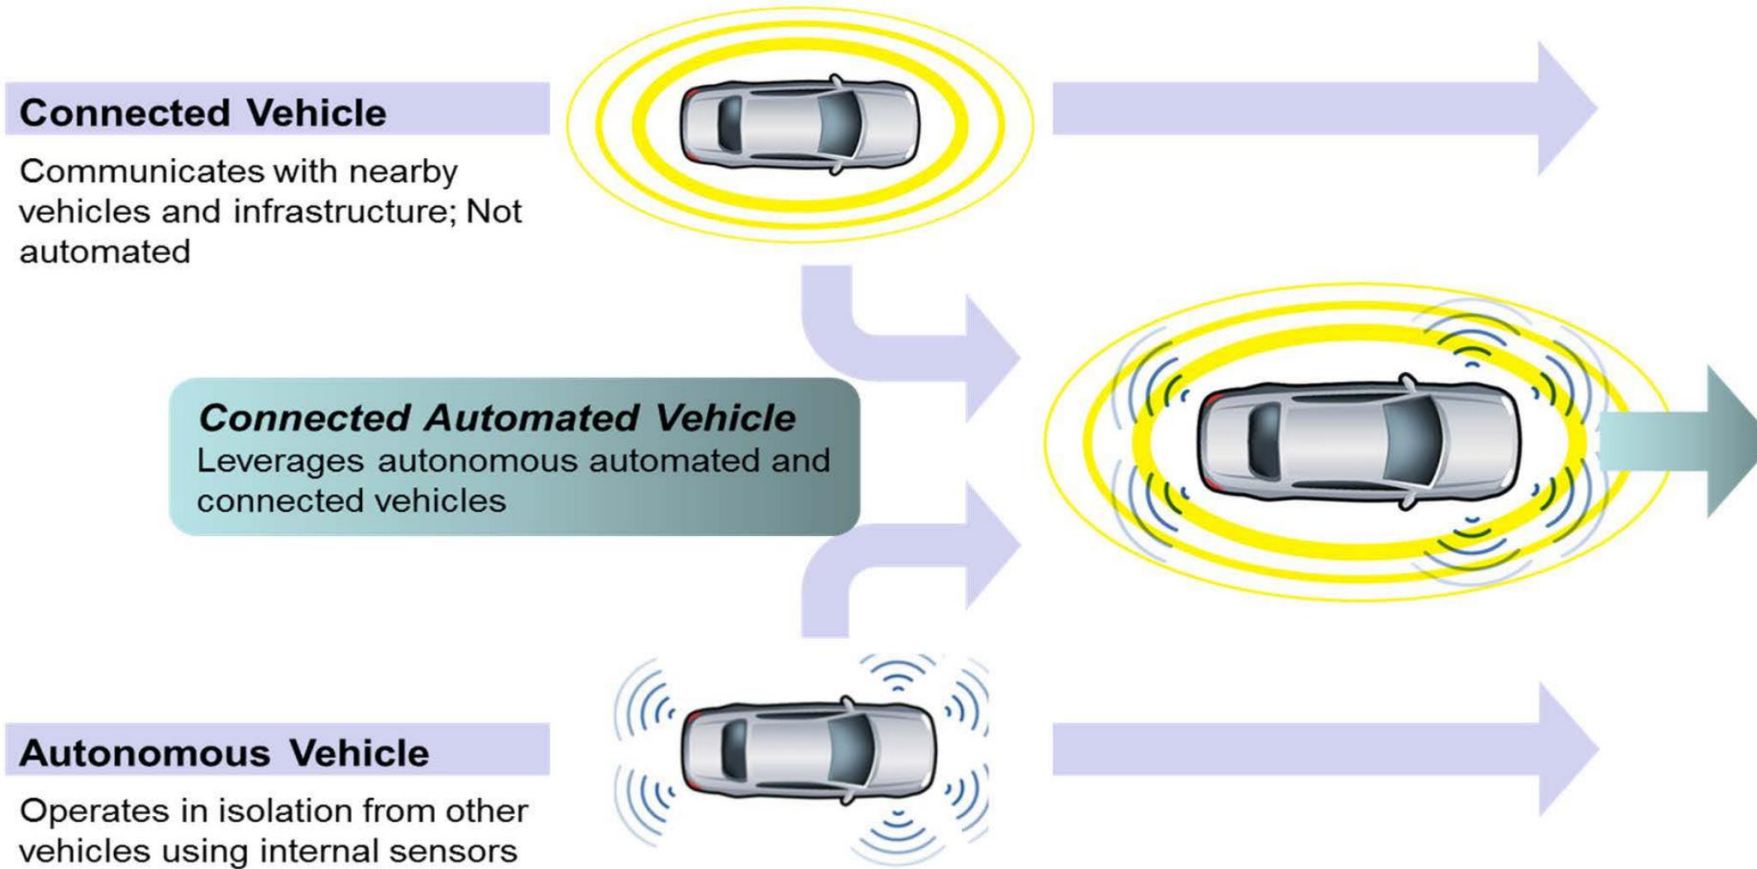 Connected Vehicle
Communicates with nearby
vehicles and infrastructure; Not
automated
Connected Automated Vehicle
Leverages autonomous automated and
connected vehicles
Autonomous Vehicle
Operates in isolation from other
vehicles using internal sensors